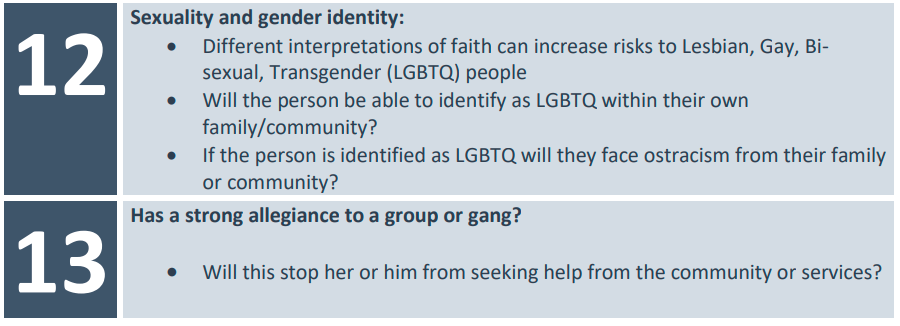 12
Sexuality and gender identity:
• Different interpretations of faith can increase risks to Lesbian, Gay, Bi-
sexual, Transgender (LGBTQ) people
• Will the person be able to identify as LGBTQ within their own
family/community?
• If the person is identified as LGBTQ will they face ostracism from their family
or community?
13
Has a strong allegiance to a group or gang?
• Will this stop her or him from seeking help from the community or services?